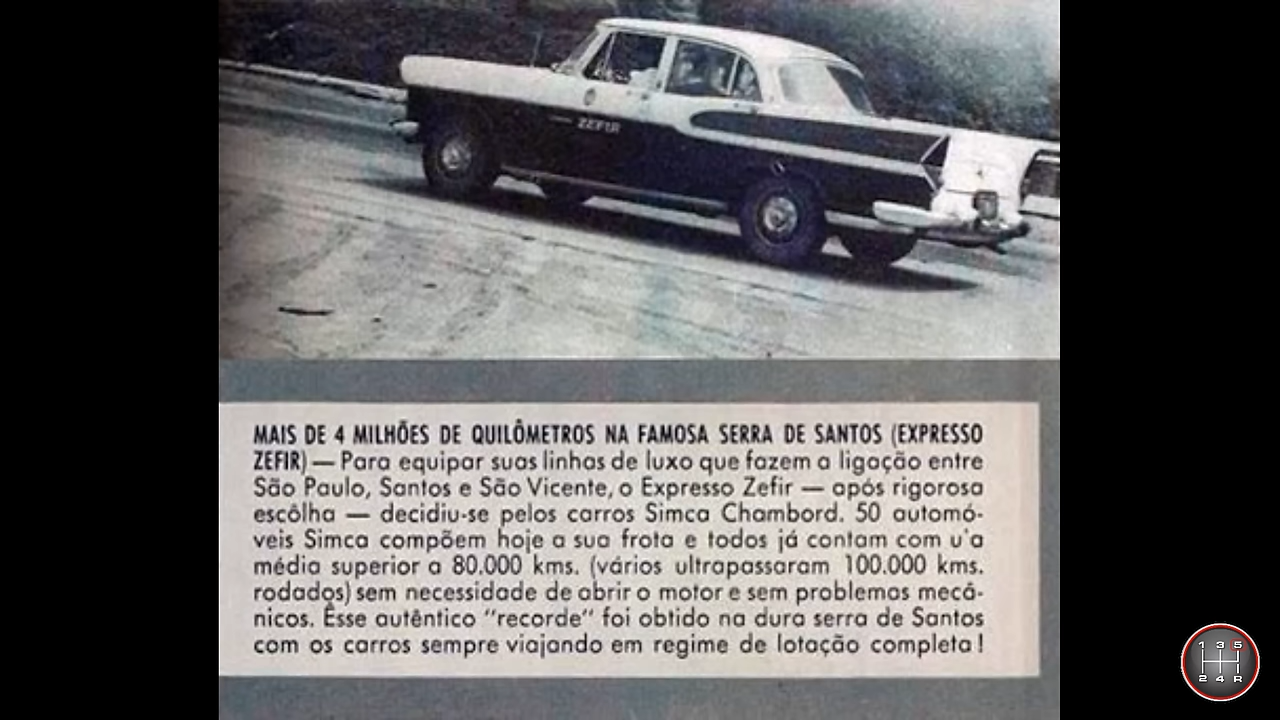 ZEFIR
MAIS DE 4 MILHÕES DE QUILÔMETROS NA FAMOSA SERRA DE SANTOS (EXPRESSO
ZEFIR) — Para equipar suas linhas de luxo que fazem a ligação entre
São Paulo, Santos e São Vicente, o Expresso Zefir — após rigorosa
escôlha — decidiu-se pelos carros Simca Chambord. 50 automó-
veis Simca compõem hoje a sua frota e todos já contam com u'a
média superior a 80.000 kms. (vários ultrapassaram 100.000 kms.
rodados) sem necessidade de abrir o motor e sem problemas mecâ-
nicos. Êsse autêntico "recorde" foi obtido na dura serra de Santos
com os carros sempre viajando em regime de lotação completa!
1 3 5
2 4 R